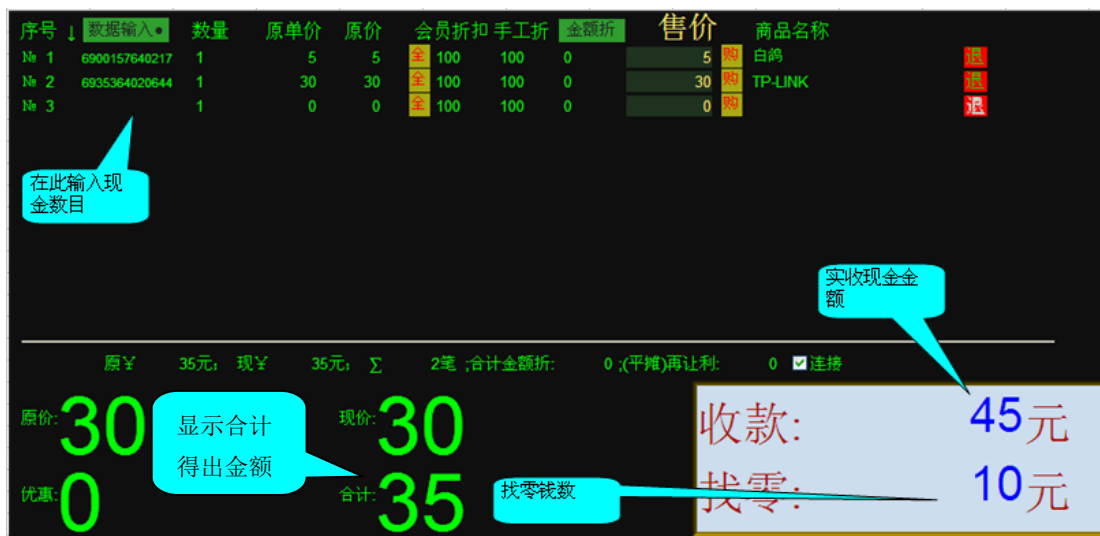 序号 ↓ 数据输入● 数量 原单价 原价 会员折扣 手工折 金额折 售价 商品名称
№ 1 6900157640217 1 5 5 全 100 100 0 5 购 白鸽 退
№ 2 6935364020644 1 30 30 全 100 100 0 30 购 TP-LINK 退
№ 3 1 0 0 全 100 100 0 0 购 退
在此输入现
金数目
实收现金金
额
原￥ 35元; 现￥ 35元; ∑ 2笔 ;合计金额折: 0 ;(平摊)再让利: 0 连接
原价: 30
显示合计
得出金额
现价: 30
收款: 45元
优惠: 0
合计: 35
找零钱数
找零: 10元